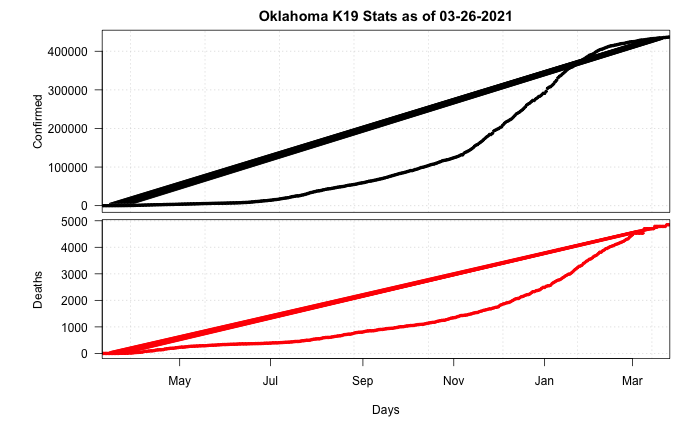 Oklahoma K19 Stats as of 03-26-2021
Confirmed
400000
300000
200000
100000
0
Deaths
5000
4000
3000
2000
1000
0
May Jul Sep Nov Jan Mar
Days